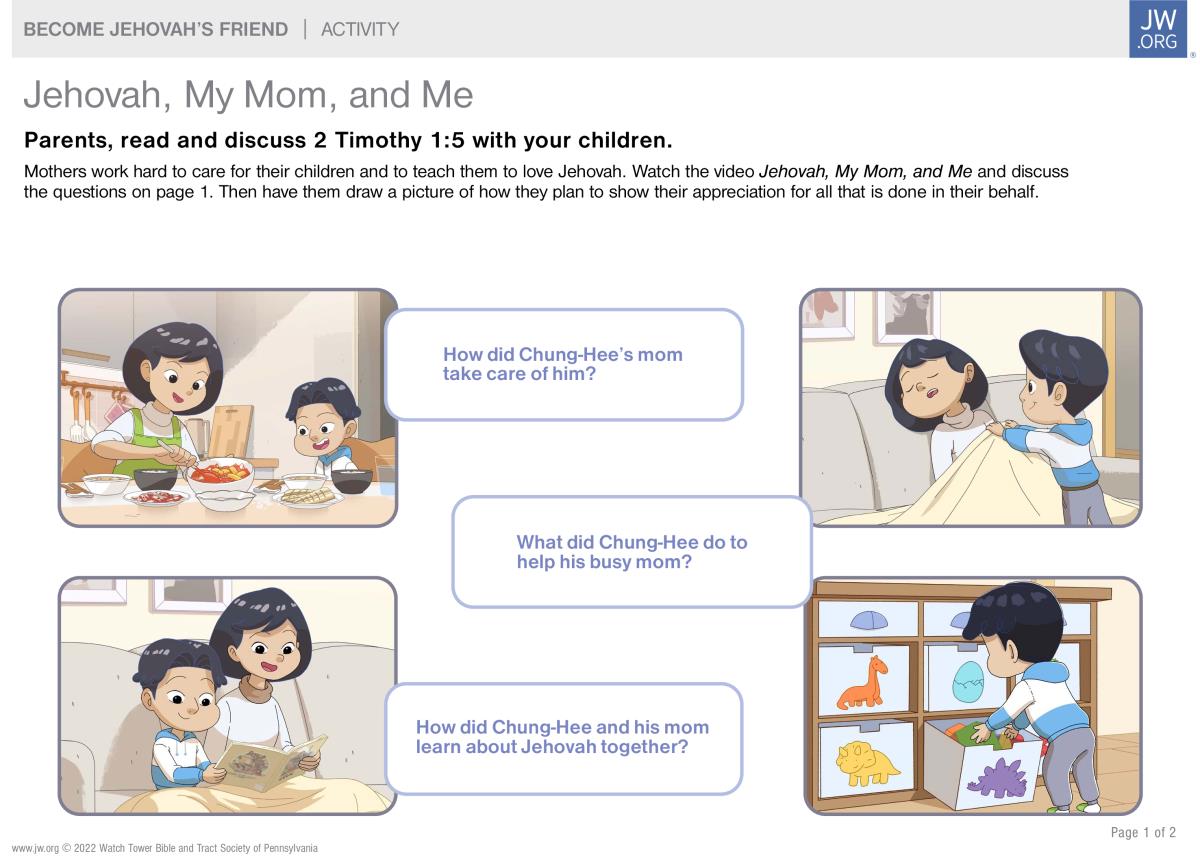 BECOME JEHOVAH’S FRIEND | ACTIVITY
JW
.ORG
®
Jehovah, My Mom, and Me
Parents, read and discuss 2 Timothy 1:5 with your children.
Mothers work hard to care for their children and to teach them to love Jehovah. Watch the video Jehovah, My Mom, and Me and discuss
the questions on page 1. Then have them draw a picture of how they plan to show their appreciation for all that is done in their behalf.
How did Chung-Hee’s mom
take care of him?
What did Chung-Hee do to
help his busy mom?
How did Chung-Hee and his mom
learn about Jehovah together?
Page 1 of 2
www.jw.org © 2022 Watch Tower Bible and Tract Society of Pennsylvania